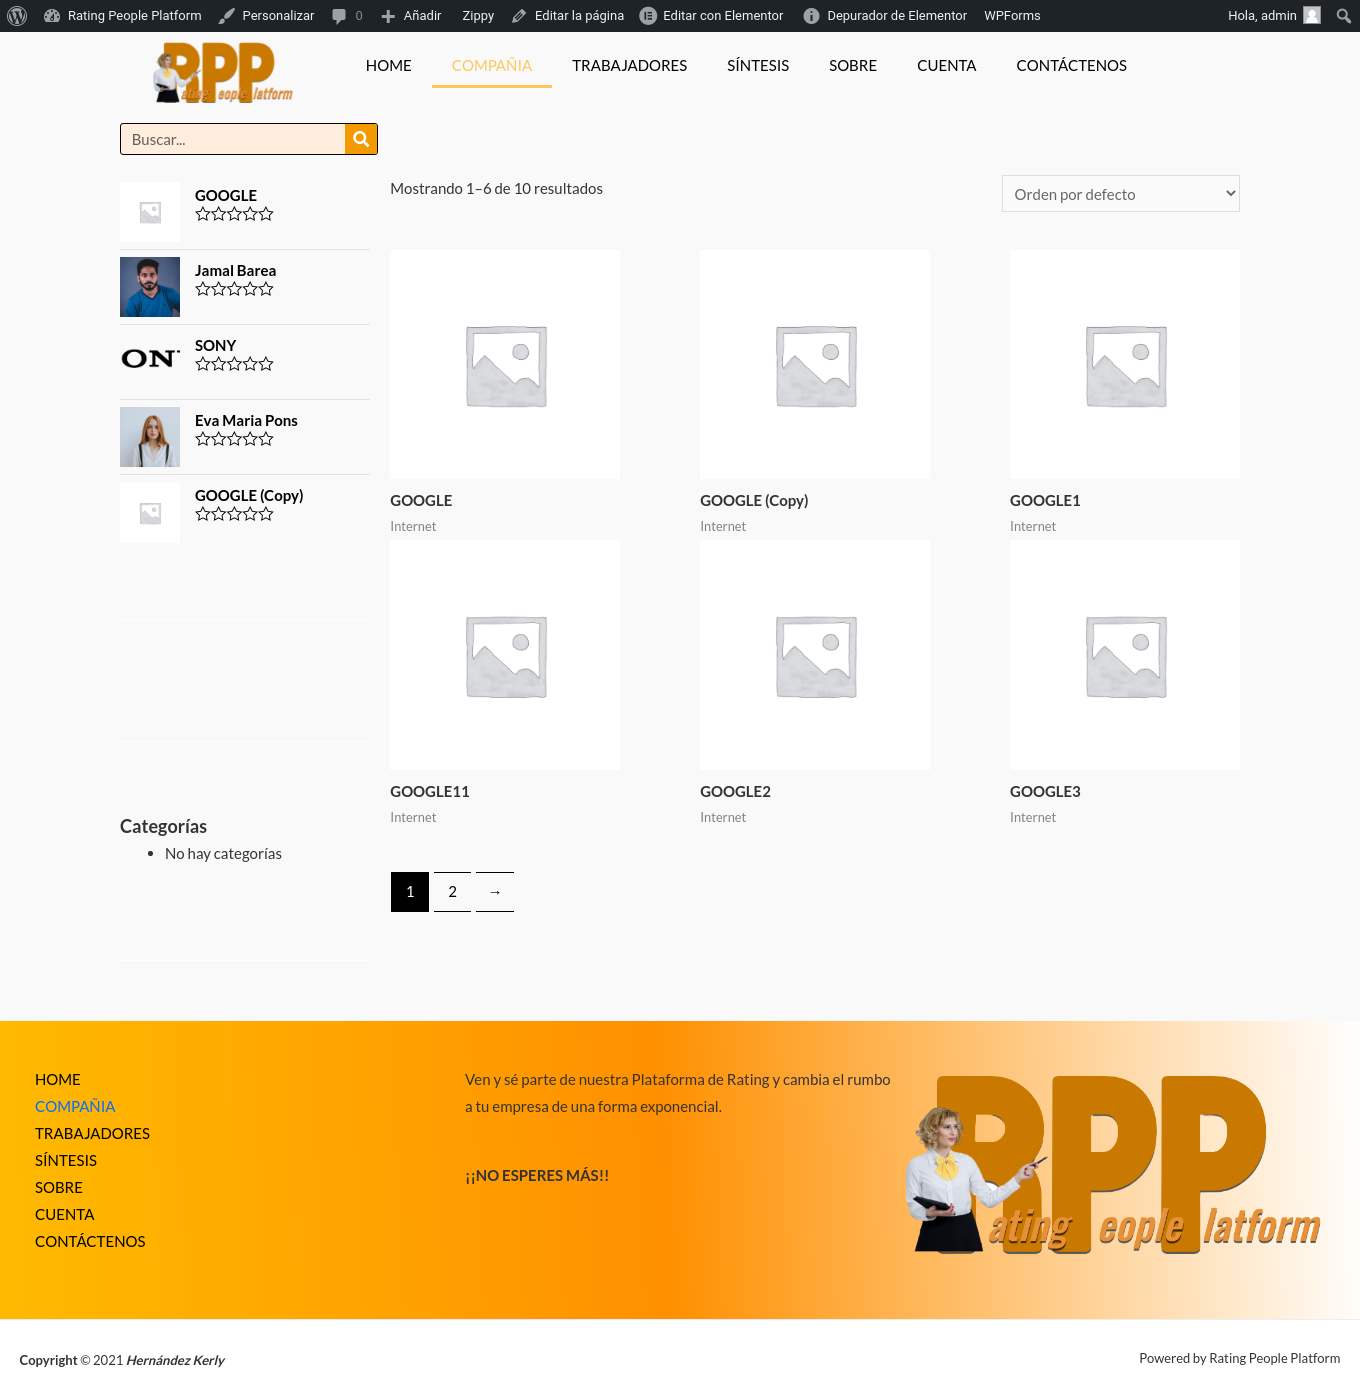 Rating People Platform Personalizar 0 Añadir Zippy Editar la página Editar con Elementor Depurador de Elementor WPForms Hola, admin
RPP
ating eople latform
HOME COMPAÑIA TRABAJADORES SÍNTESIS SOBRE CUENTA CONTÁCTENOS
Buscar...
GOOGLE
Jamal Barea
SONY
ON
Eva Maria Pons
GOOGLE (Copy)
Categorías
No hay categorías
Mostrando 1–6 de 10 resultados
Orden por defecto
GOOGLE
Internet
GOOGLE (Copy)
Internet
GOOGLE1
Internet
GOOGLE11
Internet
GOOGLE2
Internet
GOOGLE3
Internet
1 2 →
HOME
COMPAÑIA
TRABAJADORES
SÍNTESIS
SOBRE
CUENTA
CONTÁCTENOS
Ven y sé parte de nuestra Plataforma de Rating y cambia el rumbo
a tu empresa de una forma exponencial.
¡¡NO ESPERES MÁS!!
RPP
ating eople latform
Copyright © 2021 Hernández Kerly
Powered by Rating People Platform